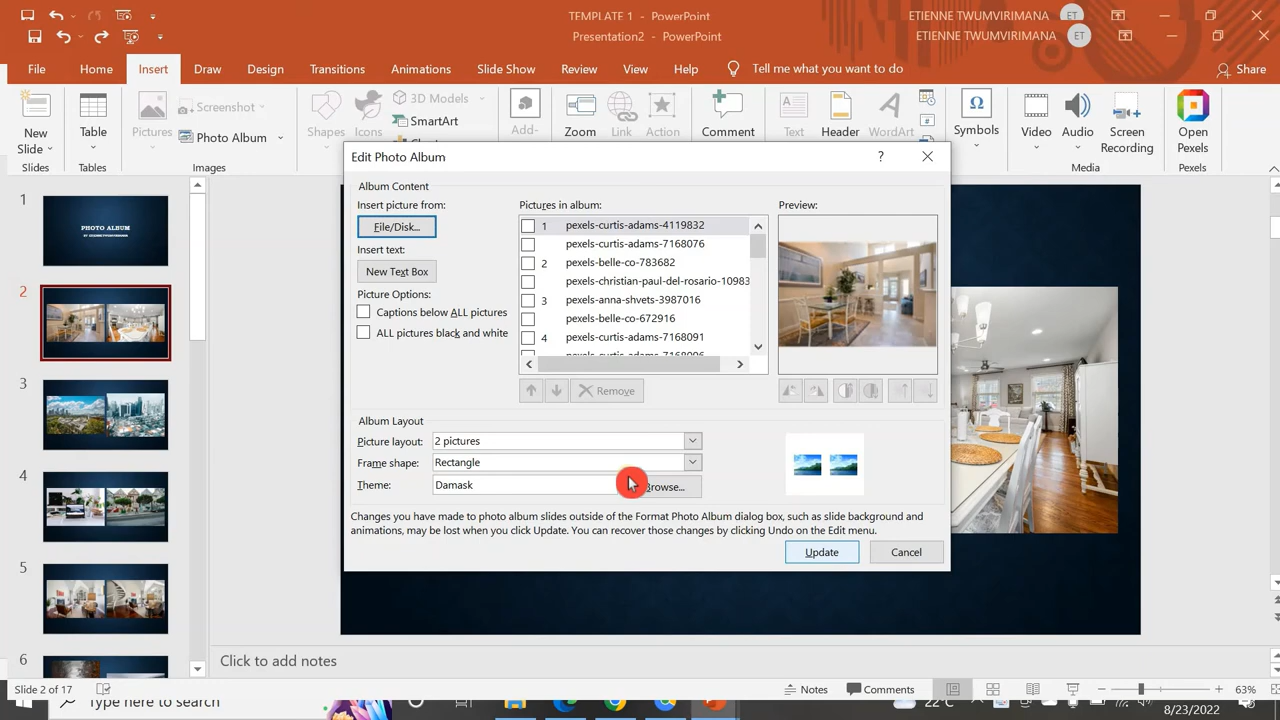 TEMPLATE 1 - PowerPoint
ETIENNE TWUMVIRIMANA ET
Presentation2 - PowerPoint
ETIENNE TWUMVIRIMANA ET
File Home Insert Draw Design Transitions Animations Slide Show Review View Help Tell me what you want to do Share
New Slide
Table
Pictures
Screenshot
Photo Album
Shapes
Icons
3D Models
SmartArt
Add-
Zoom
Link
Action
Comment
Text
Header
WordArt
Symbols
Video
Audio
Screen Recording
Open Pexels
Slides
Tables
Images
Media
Pexels
Edit Photo Album
?
Album Content
Insert picture from:
File/Disk...
Insert text:
New Text Box
Picture Options:
Captions below ALL pictures
ALL pictures black and white
Pictures in album:
1 pexels-curtis-adams-4119832
pexels-curtis-adams-7168076
2 pexels-belle-co-783682
pexels-christian-paul-del-rosario-10983
3 pexels-anna-shvets-3987016
pexels-belle-co-672916
4 pexels-curtis-adams-7168091
Remove
Preview:
Album Layout
Picture layout: 2 pictures
Frame shape: Rectangle
Theme: Damask
Browse...
Changes you have made to photo album slides outside of the Format Photo Album dialog box, such as slide background and
animations, may be lost when you click Update. You can recover those changes by clicking Undo on the Edit menu.
Update
Cancel
1
PHOTO ALBUM
2
3
4
5
6
Click to add notes
Slide 2 of 17
Notes
Comments
63%
Type here to search
22°C
8/23/2022